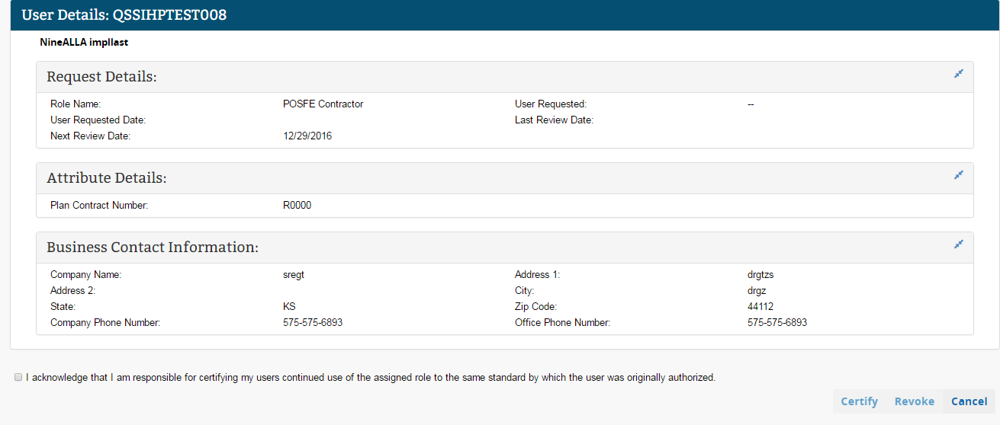 User Details: QSSIHPTEST008
NineALLA impllast
Request Details:
Role Name: POSFE Contractor User Requested: --
User Requested Date: Last Review Date:
Next Review Date: 12/29/2016
Attribute Details:
Plan Contract Number: R0000
Business Contact Information:
Company Name: sregt Address 1: drgtzs
Address 2: City: drgz
State: KS Zip Code: 44112
Company Phone Number: 575-575-6893 Office Phone Number: 575-575-6893
I acknowledge that I am responsible for certifying my users continued use of the assigned role to the same standard by which the user was originally authorized.
Certify Revoke Cancel